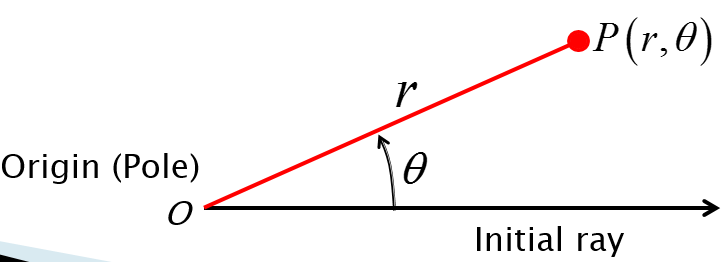 P(r,θ)
r
Origin (Pole)
θ
O
Initial ray